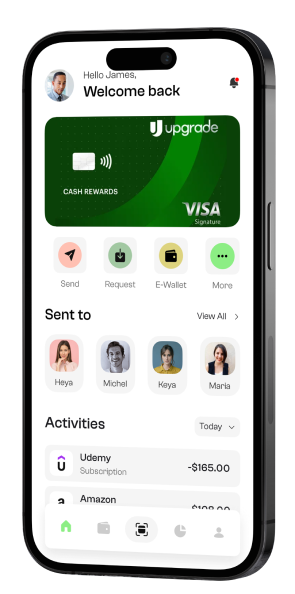 Hello James,
Welcome back
upgrade
CASH REWARDS
VISA
Signature
Send
Request
E-Wallet
More
Sent to
View All
Heya
Michel
Keya
Maria
Activities
Today
Udemy
Subscription
-$165.00
Amazon